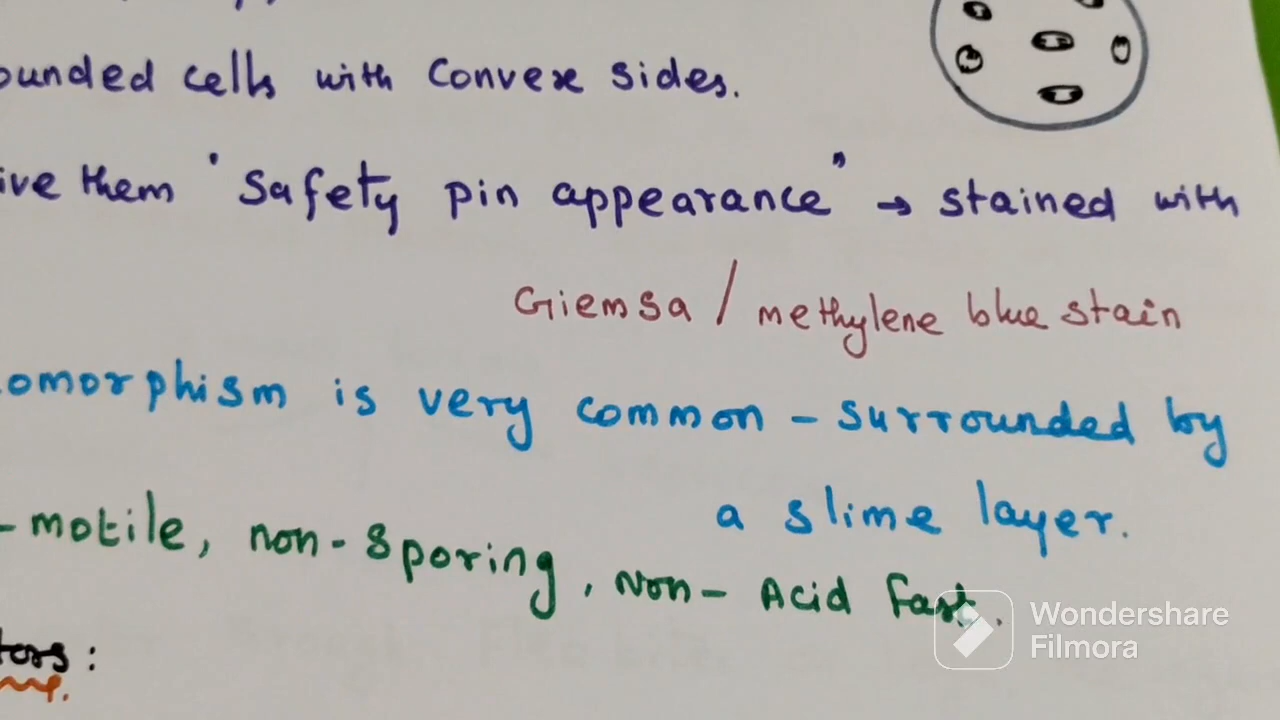 ounded cells with Convex sides.
ive them "Safety pin appearance" → stained with
Giemsa / methylene blue stain
omorphism is very common - surrounded by
a slime layer.
-motile, non-sporing, Non- Acid fast.
tors:
Wondershare
Filmora